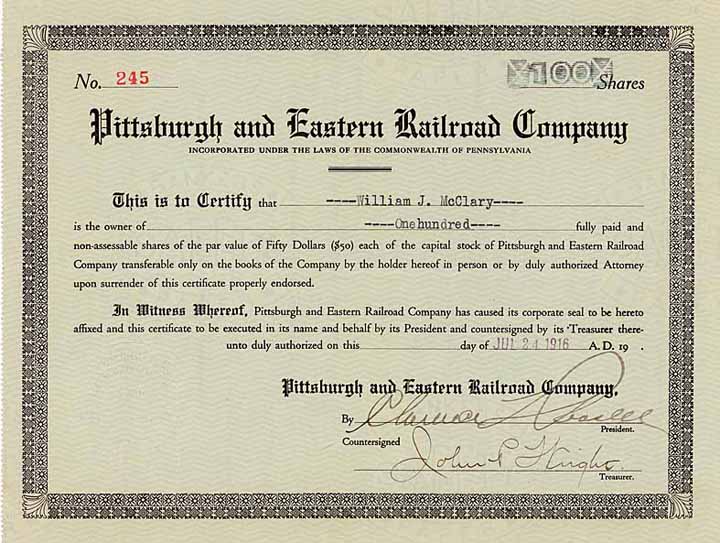 No. 245 100 Shares
Pittsburgh and Eastern Railroad Company
INCORPORATED UNDER THE LAWS OF THE COMMONWEALTH OF PENNSYLVANIA
This is to Certify that ----William J. McClary----
is the owner of ----Onehundred---- fully paid and
non-assessable shares of the par value of Fifty Dollars ($50) each of the capital stock of Pittsburgh and Eastern Railroad
Company transferable only on the books of the Company by the holder hereof in person or by duly authorized Attorney
upon surrender of this certificate properly endorsed.
In Witness Whereof, Pittsburgh and Eastern Railroad Company has caused its corporate seal to be hereto
affixed and this certificate to be executed in its name and behalf by its President and countersigned by its Treasurer there-
unto duly authorized on this day of JUL 24 1916 A. D. 19 .
Pittsburgh and Eastern Railroad Company,
By Clarence
President.
Countersigned
John P
Treasurer.